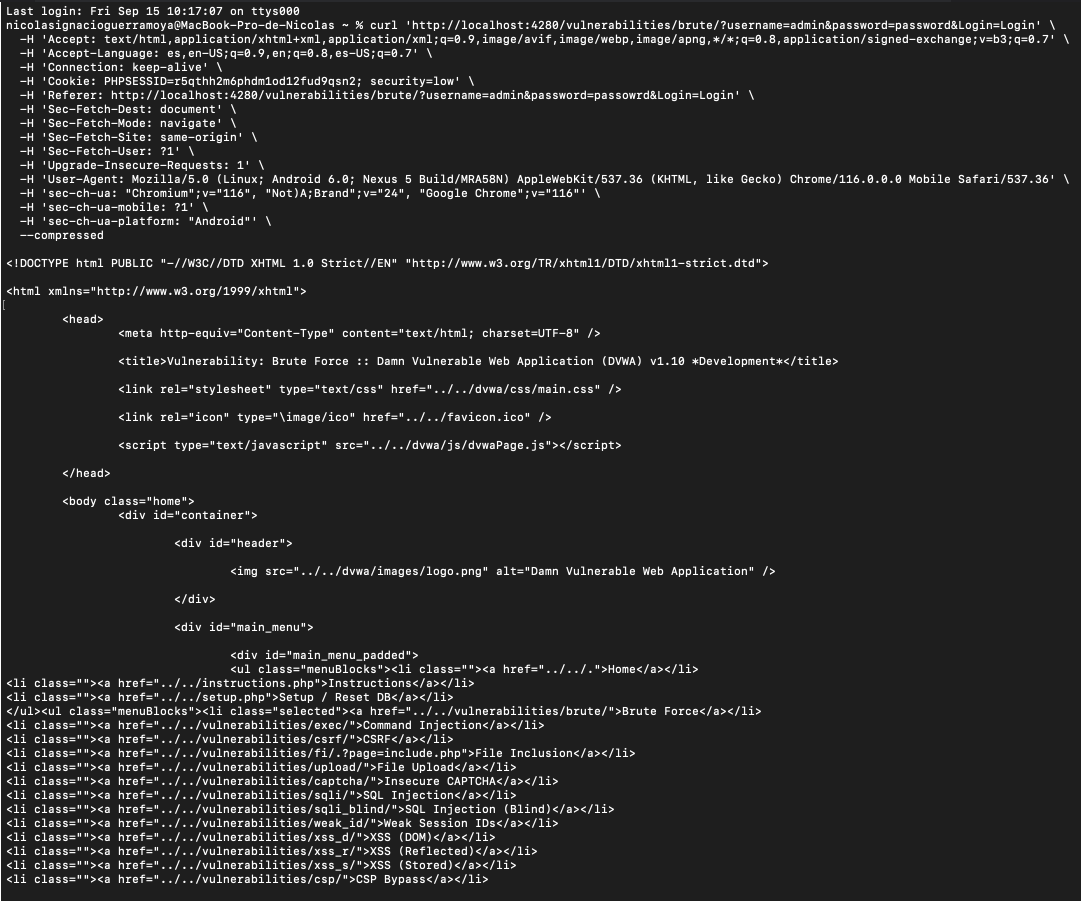 Last login: Fri Sep 15 10:17:07 on ttys000
nicolasignacioguerramoya@MacBook-Pro-de-Nicolas ~ % curl 'http://localhost:4280/vulnerabilities/brute/?username=admin&password=password&Login=Login' \
-H 'Accept: text/html,application/xhtml+xml,application/xml;q=0.9,image/avif,image/webp,image/apng,*/*;q=0.8,application/signed-exchange;v=b3;q=0.7' \
-H 'Accept-Language: es,en-US;q=0.9,en;q=0.8,es-US;q=0.7' \
-H 'Connection: keep-alive' \
-H 'Cookie: PHPSESSID=r5qthh2m6phdm1od12fud9qsn2; security=low' \
-H 'Referer: http://localhost:4280/vulnerabilities/brute/?username=admin&password=passowrd&Login=Login' \
-H 'Sec-Fetch-Dest: document' \
-H 'Sec-Fetch-Mode: navigate' \
-H 'Sec-Fetch-Site: same-origin' \
-H 'Sec-Fetch-User: ?1' \
-H 'Upgrade-Insecure-Requests: 1' \
-H 'User-Agent: Mozilla/5.0 (Linux; Android 6.0; Nexus 5 Build/MRA58N) AppleWebKit/537.36 (KHTML, like Gecko) Chrome/116.0.0.0 Mobile Safari/537.36' \
-H 'sec-ch-ua: "Chromium";v="116", "Not)A;Brand";v="24", "Google Chrome";v="116"' \
-H 'sec-ch-ua-mobile: ?1' \
-H 'sec-ch-ua-platform: "Android"' \
--compressed
<!DOCTYPE html PUBLIC "-//W3C//DTD XHTML 1.0 Strict//EN" "http://www.w3.org/TR/xhtml1/DTD/xhtml1-strict.dtd">
<html xmlns="http://www.w3.org/1999/xhtml">
<head>
<meta http-equiv="Content-Type" content="text/html; charset=UTF-8" />
<title>Vulnerability: Brute Force :: Damn Vulnerable Web Application (DVWA) v1.10 *Development*</title>
<link rel="stylesheet" type="text/css" href="../../dvwa/css/main.css" />
<link rel="icon" type="\image/ico" href="../../favicon.ico" />
<script type="text/javascript" src="../../dvwa/js/dvwaPage.js"></script>
</head>
<body class="home">
<div id="container">
<div id="header">
<img src="../../dvwa/images/logo.png" alt="Damn Vulnerable Web Application" />
</div>
<div id="main_menu">
<div id="main_menu_padded">
<ul class="menuBlocks"><li class=""><a href="../../.">Home</a></li>
<li class=""><a href="../../instructions.php">Instructions</a></li>
<li class=""><a href="../../setup.php">Setup / Reset DB</a></li>
</ul><ul class="menuBlocks"><li class="selected"><a href="../../vulnerabilities/brute/">Brute Force</a></li>
<li class=""><a href="../../vulnerabilities/exec/">Command Injection</a></li>
<li class=""><a href="../../vulnerabilities/csrf/">CSRF</a></li>
<li class=""><a href="../../vulnerabilities/fi/.?page=include.php">File Inclusion</a></li>
<li class=""><a href="../../vulnerabilities/upload/">File Upload</a></li>
<li class=""><a href="../../vulnerabilities/captcha/">Insecure CAPTCHA</a></li>
<li class=""><a href="../../vulnerabilities/sqli/">SQL Injection</a></li>
<li class=""><a href="../../vulnerabilities/sqli_blind/">SQL Injection (Blind)</a></li>
<li class=""><a href="../../vulnerabilities/weak_id/">Weak Session IDs</a></li>
<li class=""><a href="../../vulnerabilities/xss_d/">XSS (DOM)</a></li>
<li class=""><a href="../../vulnerabilities/xss_r/">XSS (Reflected)</a></li>
<li class=""><a href="../../vulnerabilities/xss_s/">XSS (Stored)</a></li>
<li class=""><a href="../../vulnerabilities/csp/">CSP Bypass</a></li>